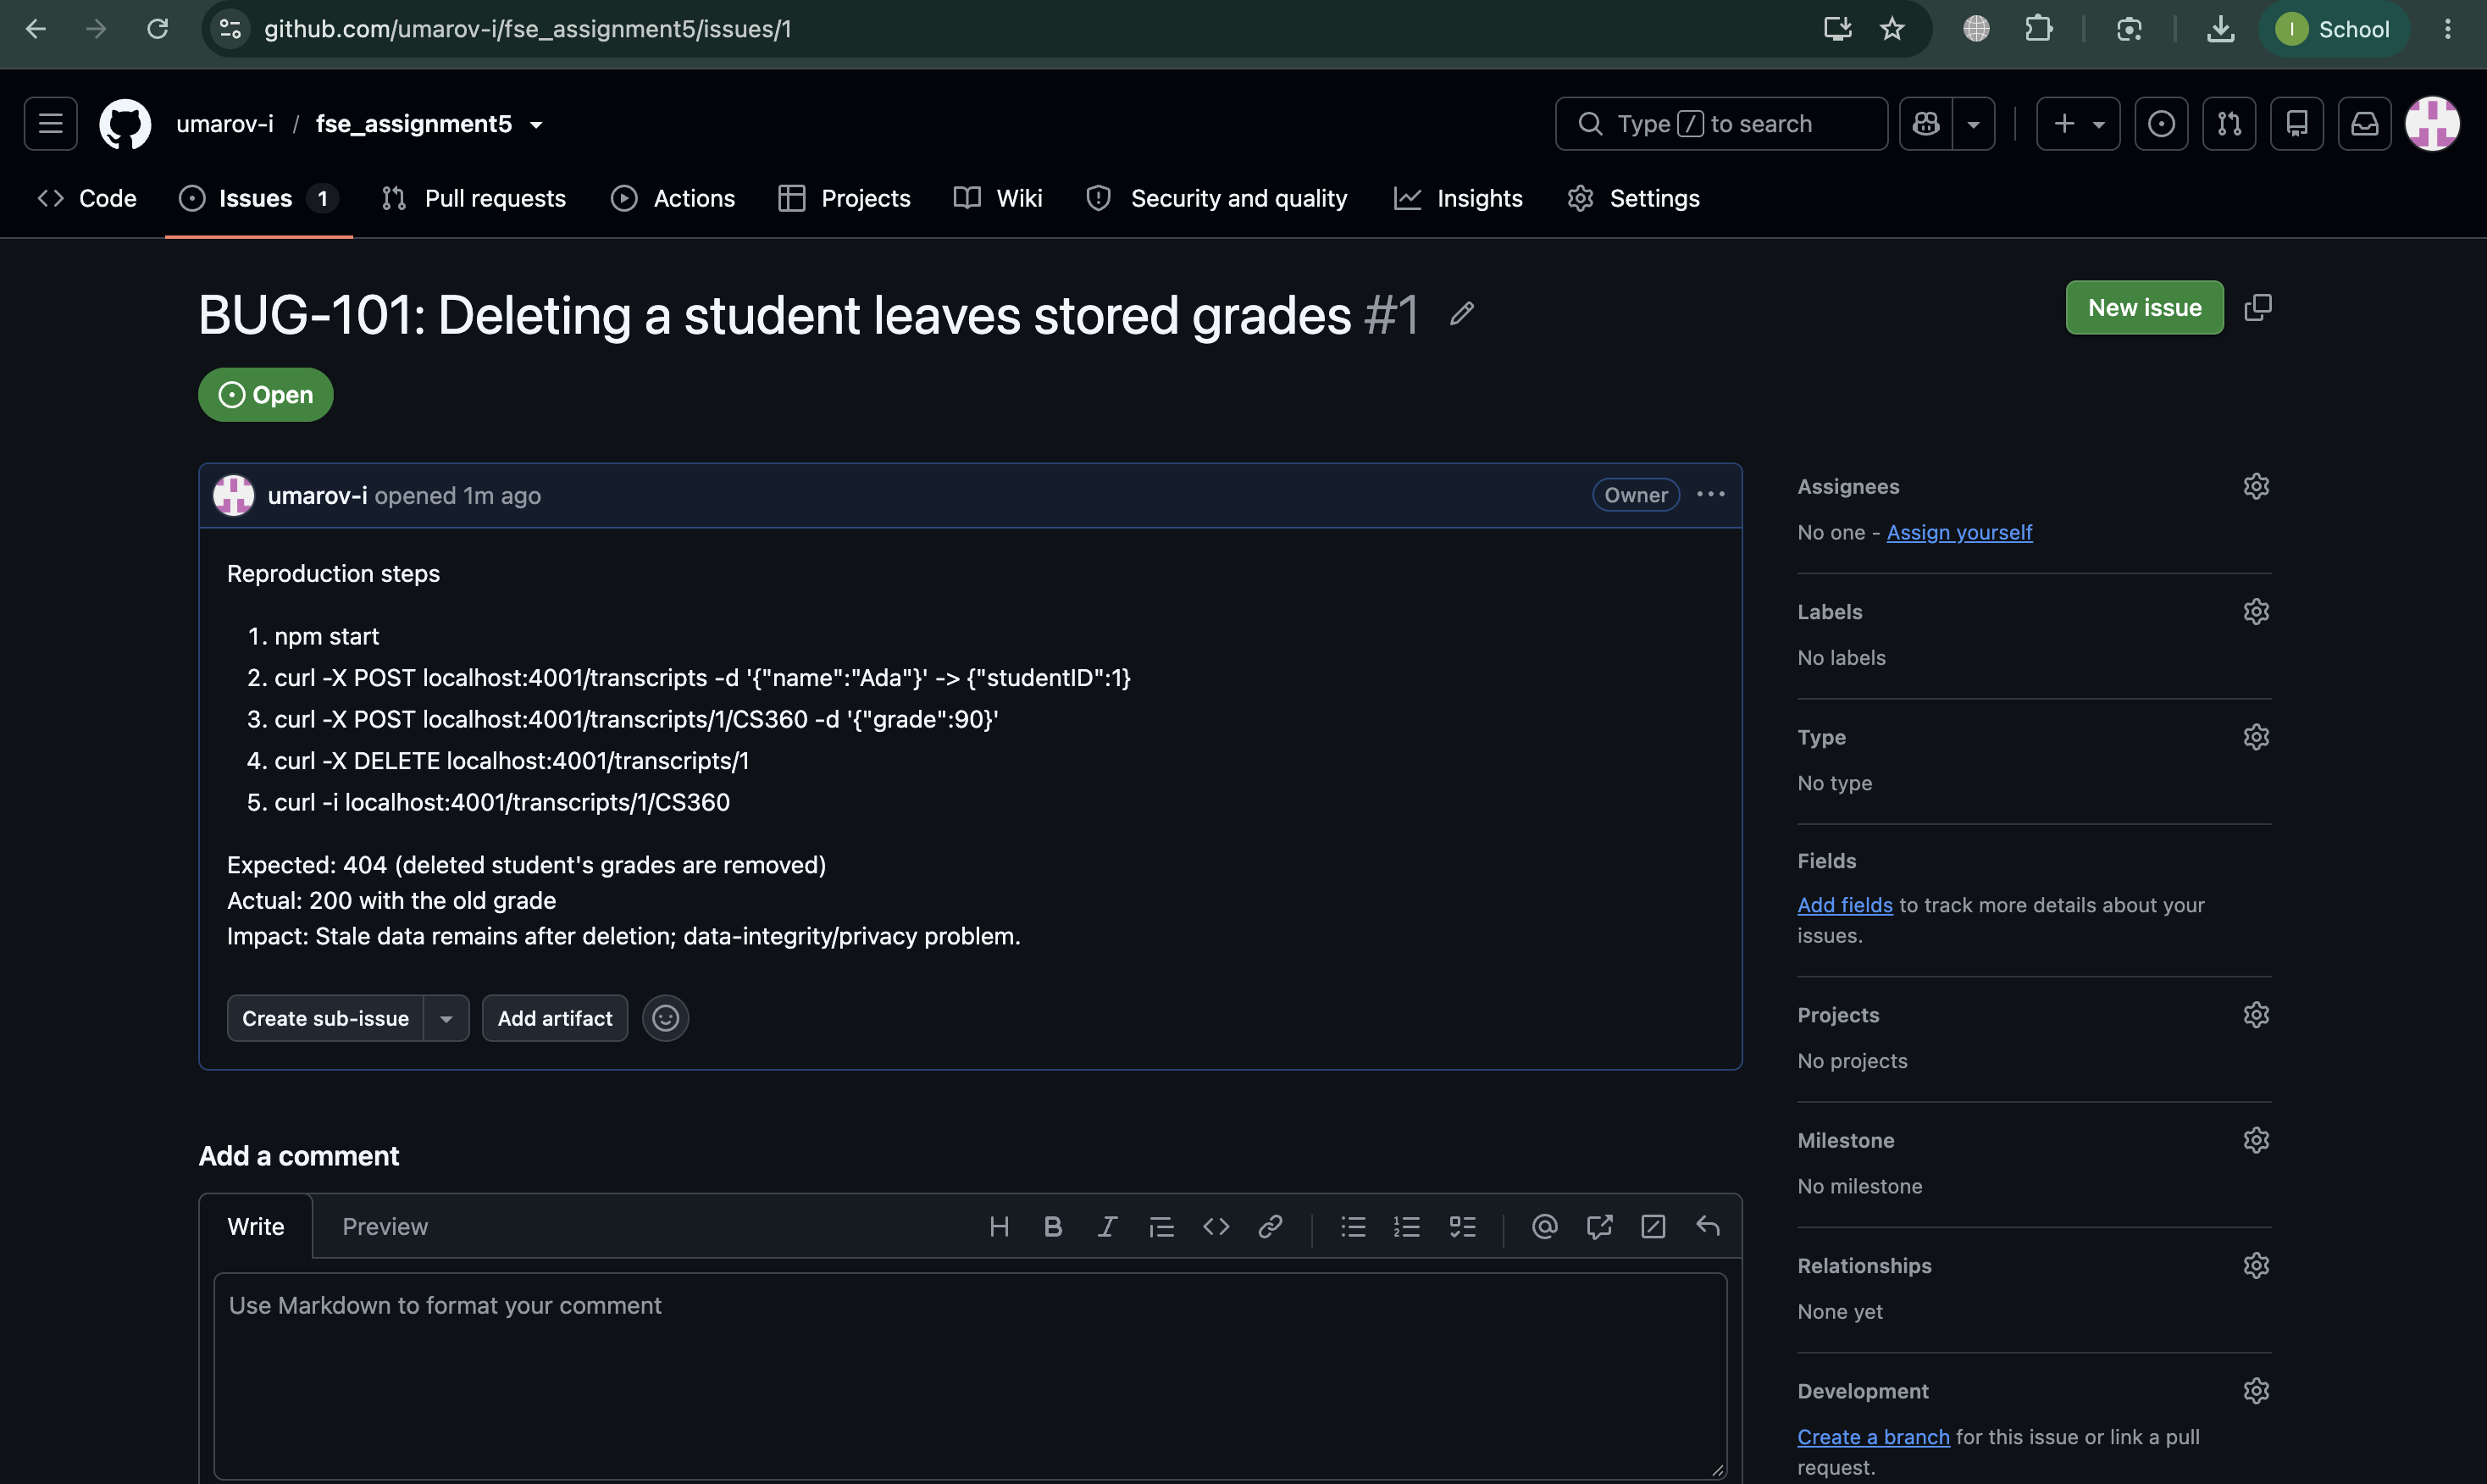 github.com/umarov-i/fse_assignment5/issues/1
I School
umarov-i / fse_assignment5
Type / to search
Code
Issues 1
Pull requests
Actions
Projects
Wiki
Security and quality
Insights
Settings
BUG-101: Deleting a student leaves stored grades #1
New issue
Open
umarov-i opened 1m ago
Owner
Reproduction steps
1. npm start
2. curl -X POST localhost:4001/transcripts -d '{"name":"Ada"}' -> {"studentID":1}
3. curl -X POST localhost:4001/transcripts/1/CS360 -d '{"grade":90}'
4. curl -X DELETE localhost:4001/transcripts/1
5. curl -i localhost:4001/transcripts/1/CS360
Expected: 404 (deleted student's grades are removed)
Actual: 200 with the old grade
Impact: Stale data remains after deletion; data-integrity/privacy problem.
Create sub-issue
Add artifact
Add a comment
Write
Preview
Use Markdown to format your comment
Assignees
No one - Assign yourself
Labels
No labels
Type
No type
Fields
Add fields to track more details about your
issues.
Projects
No projects
Milestone
No milestone
Relationships
None yet
Development
Create a branch for this issue or link a pull
request.